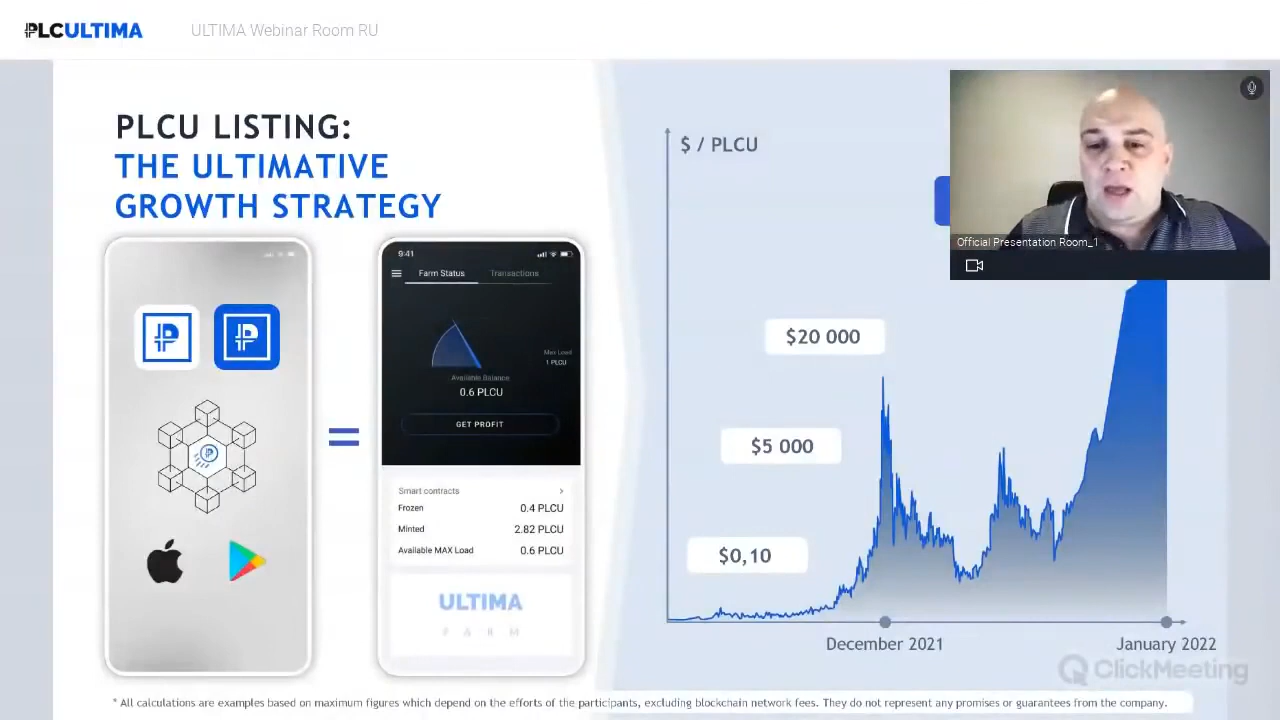 PLCULTIMA
ULTIMA Webinar Room RU
PLCU LISTING:
THE ULTIMATIVE
GROWTH STRATEGY
9:41
Farm Status
Transactions
Max Load
1 PLCU
Available Balance
0.6 PLCU
GET PROFIT
Smart contracts
Frozen
0.4 PLCU
Minted
2.82 PLCU
Available MAX Load
0.6 PLCU
ULTIMA
F A R M
$ / PLCU
$20 000
$5 000
$0,10
December 2021
January 2022
Official Presentation Room_1
ClickMeeting
* All calculations are examples based on maximum figures which depend on the efforts of the participants, excluding blockchain network fees. They do not represent any promises or guarantees from the company.